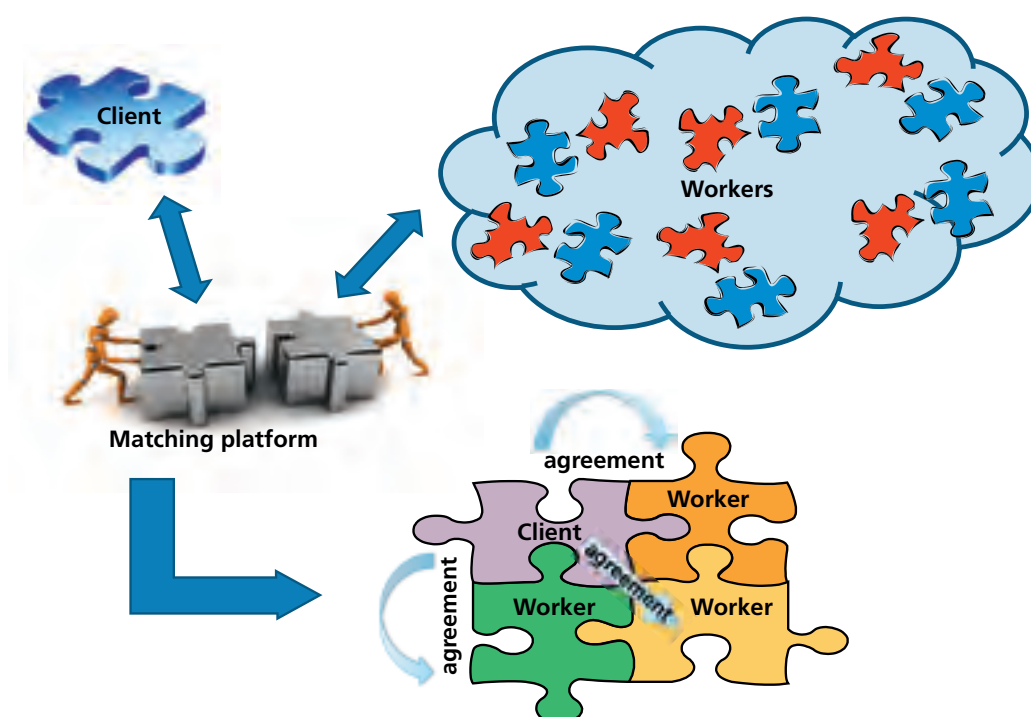 Client
Workers
Matching platform
agreement
Worker
Client
agreement
agreement
Worker
Worker